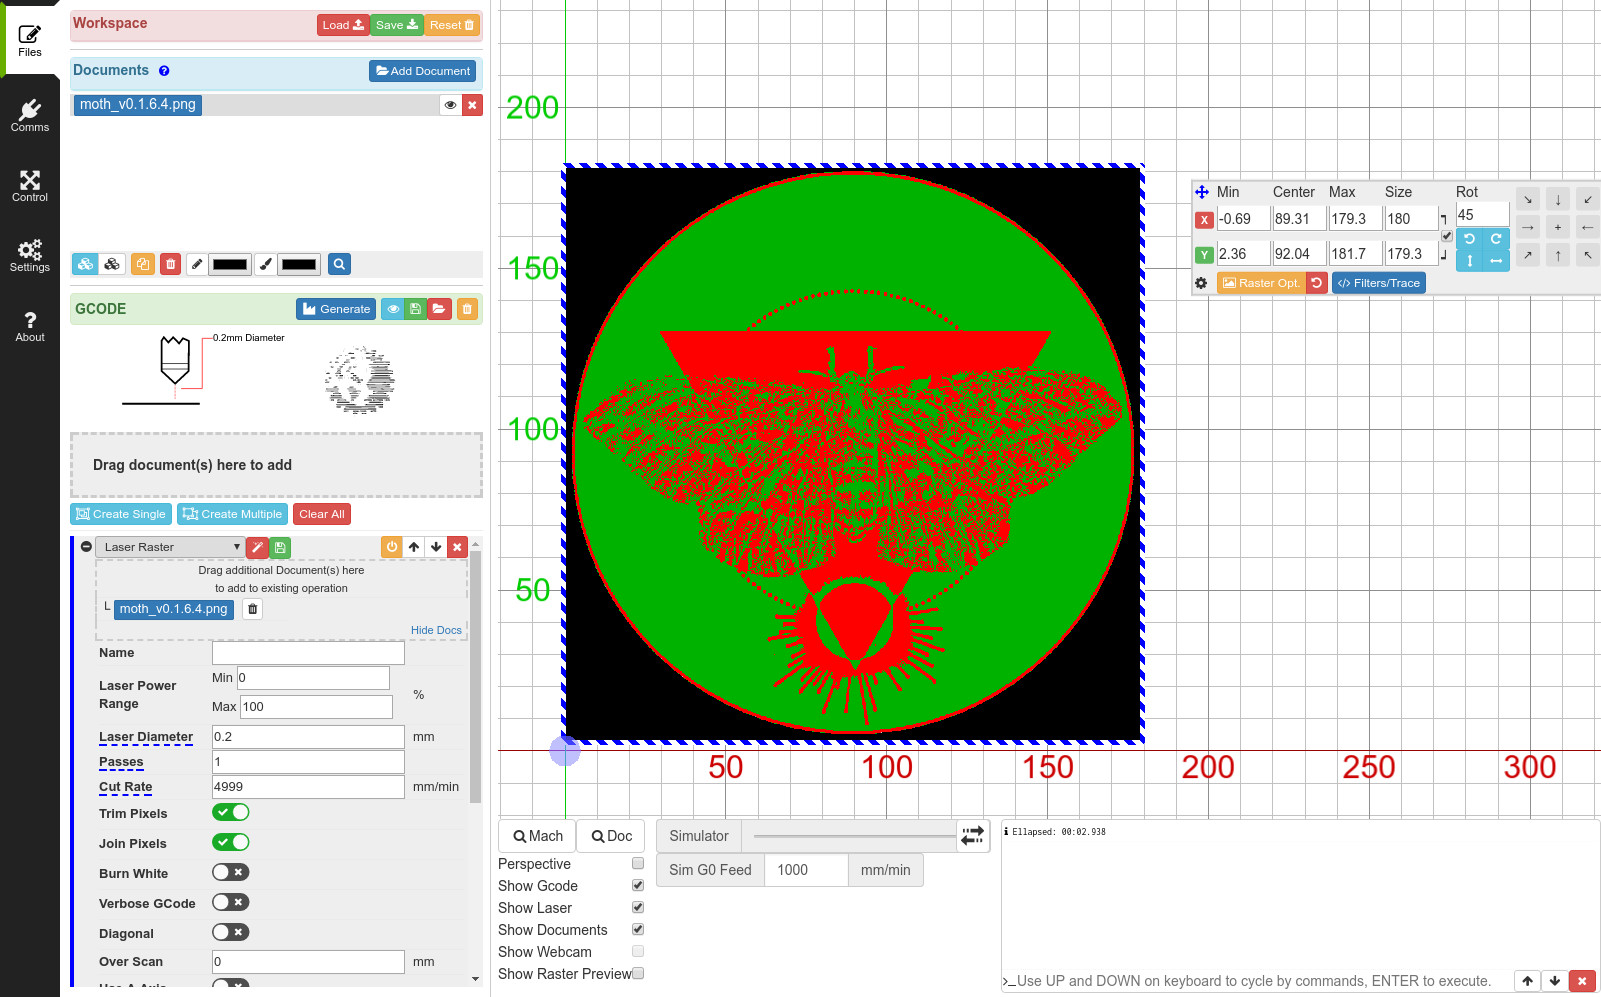 Files
Comms
Control
Settings
About
Workspace
Load
Save
Reset
Documents
Add Document
moth_v0.1.6.4.png
GCODE
Generate
0.2mm Diameter
Drag document(s) here to add
Create Single
Create Multiple
Clear All
Laser Raster
Drag additional Document(s) here
to add to existing operation
moth_v0.1.6.4.png
Hide Docs
Name
Laser Power
Range
Min 0
Max 100
%
Laser Diameter 0.2 mm
Passes 1
Cut Rate 4999 mm/min
Trim Pixels
Join Pixels
Burn White
Verbose GCode
Diagonal
Over Scan 0 mm
Use A Axis
200
150
100
50
50 100 150 200 250 300
Min Center Max Size Rot
X -0.69 89.31 179.3 180 45
Y 2.36 92.04 181.7 179.3
Raster Opt.
</> Filters/Trace
Mach
Doc
Simulator
Perspective
Show Gcode
Show Laser
Show Documents
Show Webcam
Show Raster Preview
Sim G0 Feed 1000 mm/min
Ellapsed: 00:02.938
>_Use UP and DOWN on keyboard to cycle by commands, ENTER to execute.